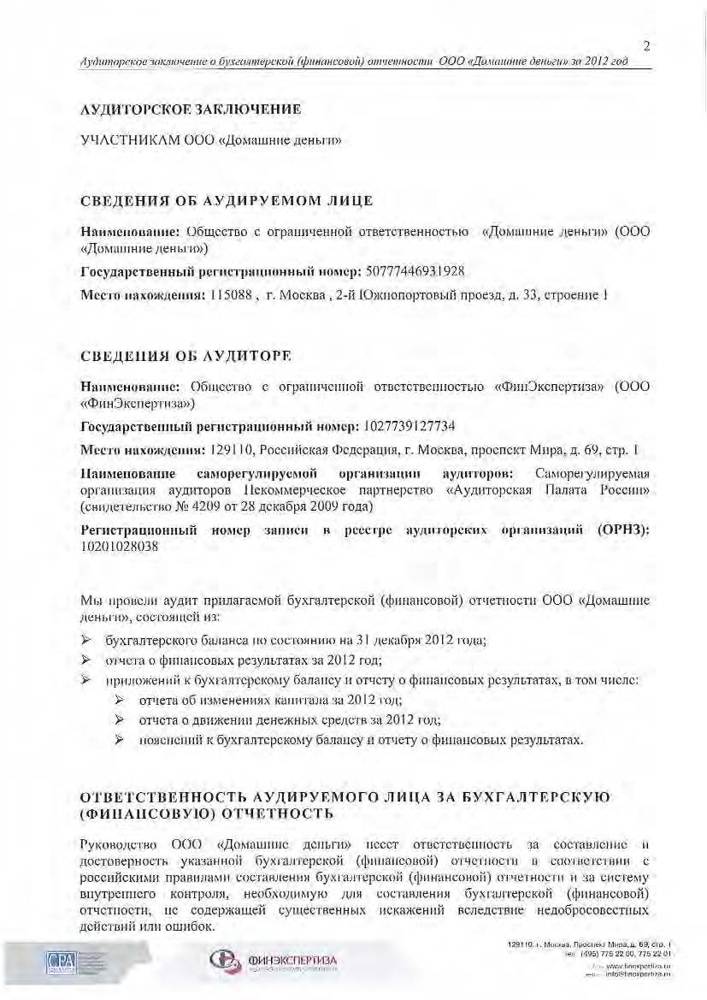 2
Аудиторское заключение о бухгалтерской (финансовой) отчетности ООО «Домашние деньги» за 2012 год
АУДИТОРСКОЕ ЗАКЛЮЧЕНИЕ
УЧАСТНИКАМ ООО «Домашние деньги»
СВЕДЕНИЯ ОБ АУДИРУЕМОМ ЛИЦЕ
Наименование: Общество с ограниченной ответственностью «Домашние деньги» (ООО
«Домашние деньги»)
Государственный регистрационный номер: 50777446931928
Место нахождения: 115088 , г. Москва , 2-й Южнопортовый проезд, д. 33, строение 1
СВЕДЕНИЯ ОБ АУДИТОРЕ
Наименование: Общество с ограниченной ответственностью «ФинЭкспертиза» (ООО
«ФинЭкспертиза»)
Государственный регистрационный номер: 1027739127734
Место нахождения: 129110, Российская Федерация, г. Москва, проспект Мира, д. 69, стр. 1
Наименование саморегулируемой организации аудиторов: Саморегулируемая
организация аудиторов Некоммерческое партнерство «Аудиторская Палата России»
(свидетельство № 4209 от 28 декабря 2009 года)
Регистрационный номер записи в реестре аудиторских организаций (ОРНЗ):
10201028038
Мы провели аудит прилагаемой бухгалтерской (финансовой) отчетности ООО «Домашние
деньги», состоящей из:
➢ бухгалтерского баланса по состоянию на 31 декабря 2012 года;
➢ отчета о финансовых результатах за 2012 год;
➢ приложений к бухгалтерскому балансу и отчету о финансовых результатах, в том числе:
➢ отчета об изменениях капитала за 2012 год;
➢ отчета о движении денежных средств за 2012 год;
➢ пояснений к бухгалтерскому балансу и отчету о финансовых результатах.
ОТВЕТСТВЕННОСТЬ АУДИРУЕМОГО ЛИЦА ЗА БУХГАЛТЕРСКУЮ
(ФИНАНСОВУЮ) ОТЧЕТНОСТЬ
Руководство ООО «Домашние деньги» несет ответственность за составление и
достоверность указанной бухгалтерской (финансовой) отчетности в соответствии с
российскими правилами составления бухгалтерской (финансовой) отчетности и за систему
внутреннего контроля, необходимую для составления бухгалтерской (финансовой)
отчетности, не содержащей существенных искажений вследствие недобросовестных
действий или ошибок.
129110, г. Москва, Проспект Мира, д. 69, стр. 1
тел. (495) 775 22 00, 775 22 01
www.finexpertiza.ru
info@finexpertiza.ru
CPA
ФИНЭКСПЕРТИЗА